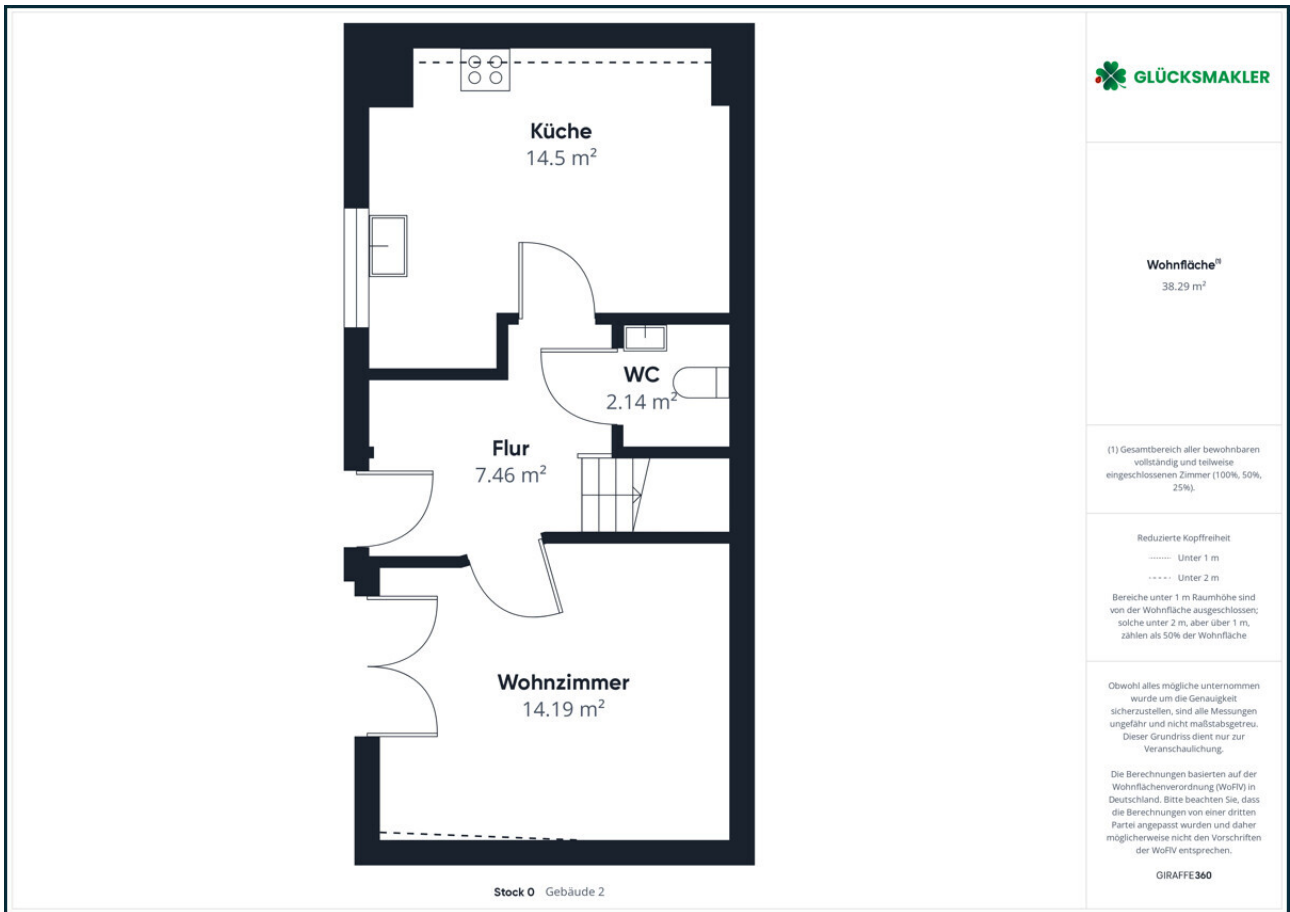 Küche
14.5 m²
WC
2.14 m²
Flur
7.46 m²
Wohnzimmer
14.19 m²
Stock 0 Gebäude 2
GLÜCKSMAKLER
Wohnfläche⁽¹⁾
38.29 m²
(1) Gesamtbereich aller bewohnbaren
vollständig und teilweise
eingeschlossenen Zimmer (100%, 50%,
25%).
Reduzierte Kopffreiheit
Unter 1 m
Unter 2 m
Bereiche unter 1 m Raumhöhe sind
von der Wohnfläche ausgeschlossen;
solche unter 2 m, aber über 1 m,
zählen als 50% der Wohnfläche
Obwohl alles mögliche unternommen
wurde um die Genauigkeit
sicherzustellen, sind alle Messungen
ungefähr und nicht maßstabsgetreu.
Dieser Grundriss dient nur zur
Veranschaulichung.
Die Berechnungen basierten auf der
Wohnflächenverordnung (WoFlV) in
Deutschland. Bitte beachten Sie, dass
die Berechnungen von einer dritten
Partei angepasst wurden und daher
möglicherweise nicht den Vorschriften
der WoFlV entsprechen.
GIRAFFE360